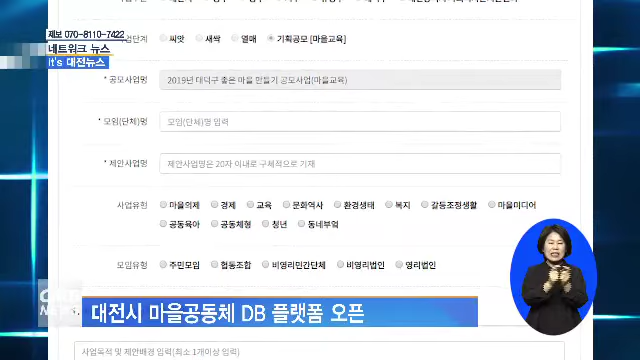 제보 070-8110-7422
네트워크 뉴스
it's 대전뉴스
단계 씨앗 새싹 열매 기획공모 [마을교육]
* 공모사업명 2019년 대덕구 좋은 마을 만들기 공모사업(마을교육)
* 모임(단체)명 모임(단체)명 입력
* 제안사업명 제안사업명은 20자 이내로 구체적으로 기재
사업유형 마을의제 경제 교육 문화역사 환경생태 복지 갈등조정생활 마을미디어
공동육아 공동체형 청년 동네부엌
모임유형 주민모임 협동조합 비영리민간단체 비영리법인 영리법인
대전시 마을공동체 DB 플랫폼 오픈
사업목적 및 제안배경 입력(최소 1개이상 입력)